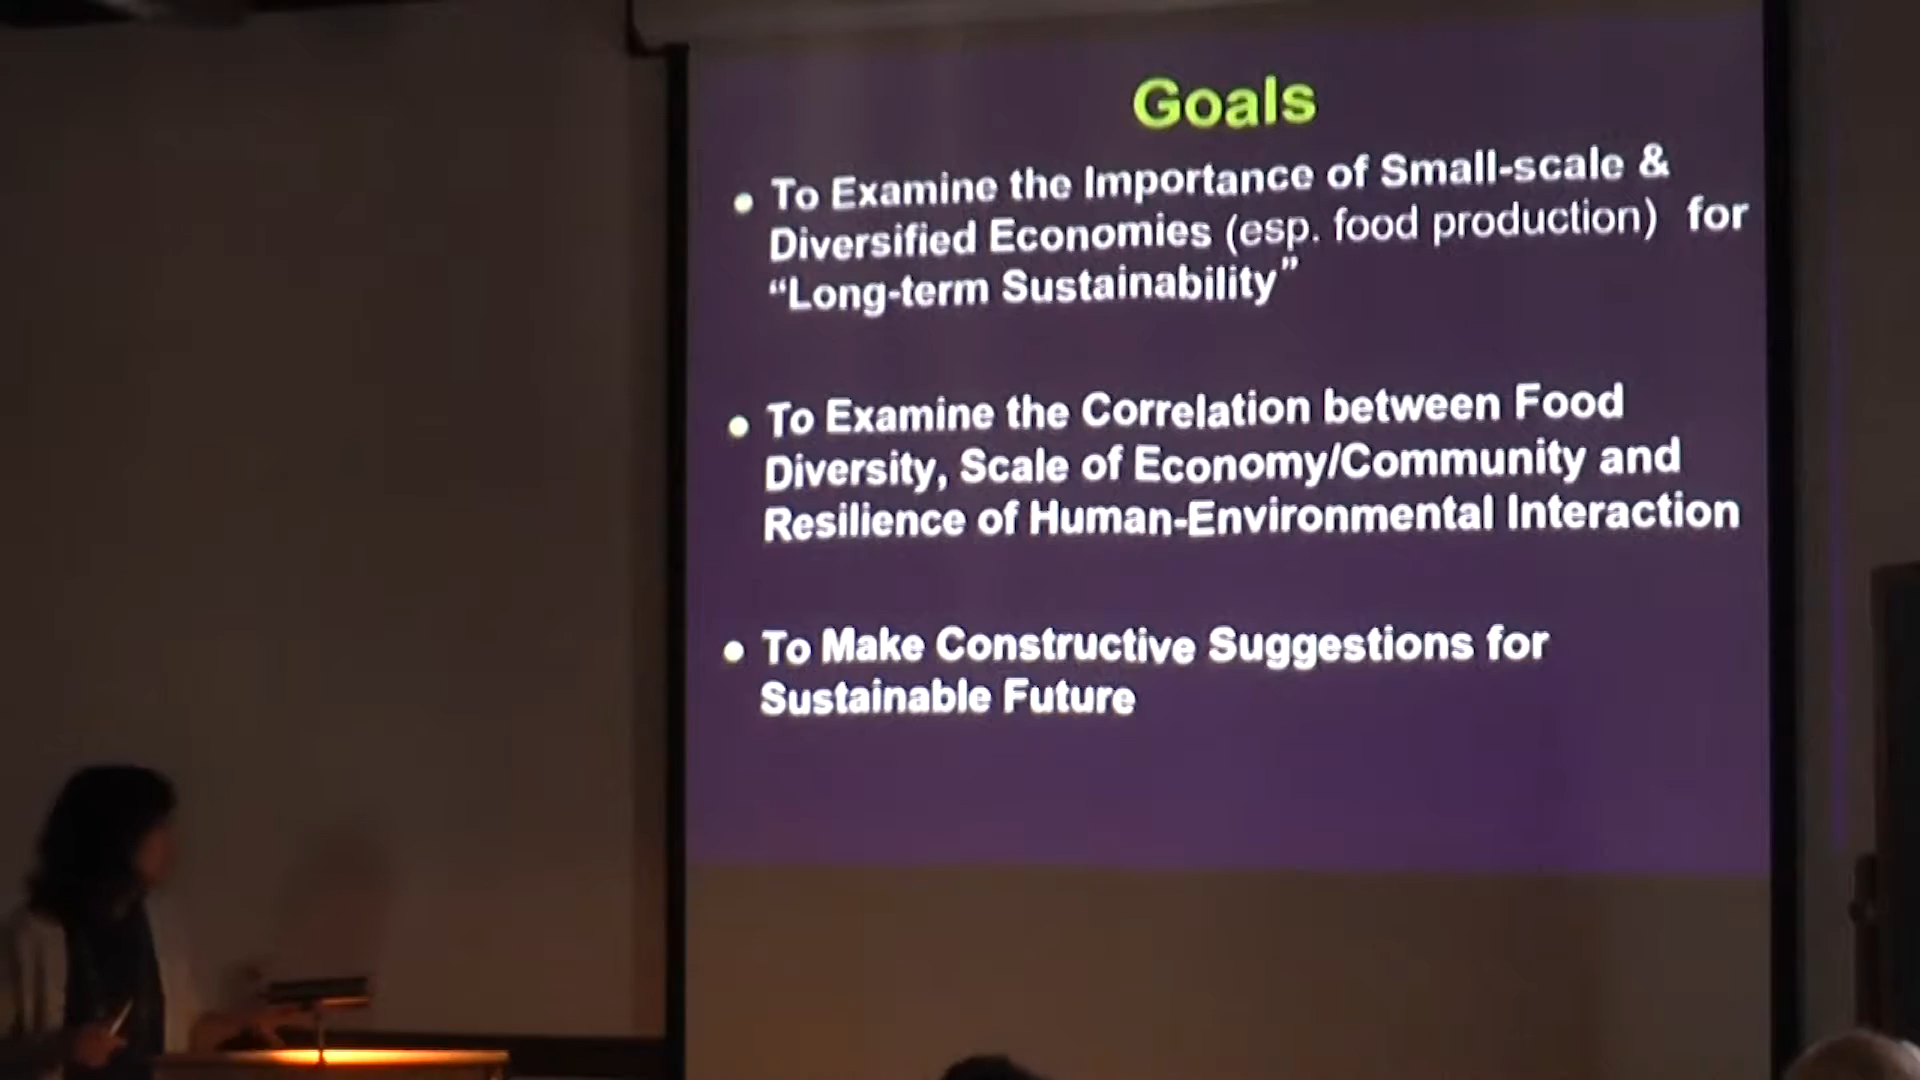 Goals
• To Examine the Importance of Small-scale &
Diversified Economies (esp. food production) for
“Long-term Sustainability”
• To Examine the Correlation between Food
Diversity, Scale of Economy/Community and
Resilience of Human-Environmental Interaction
• To Make Constructive Suggestions for
Sustainable Future